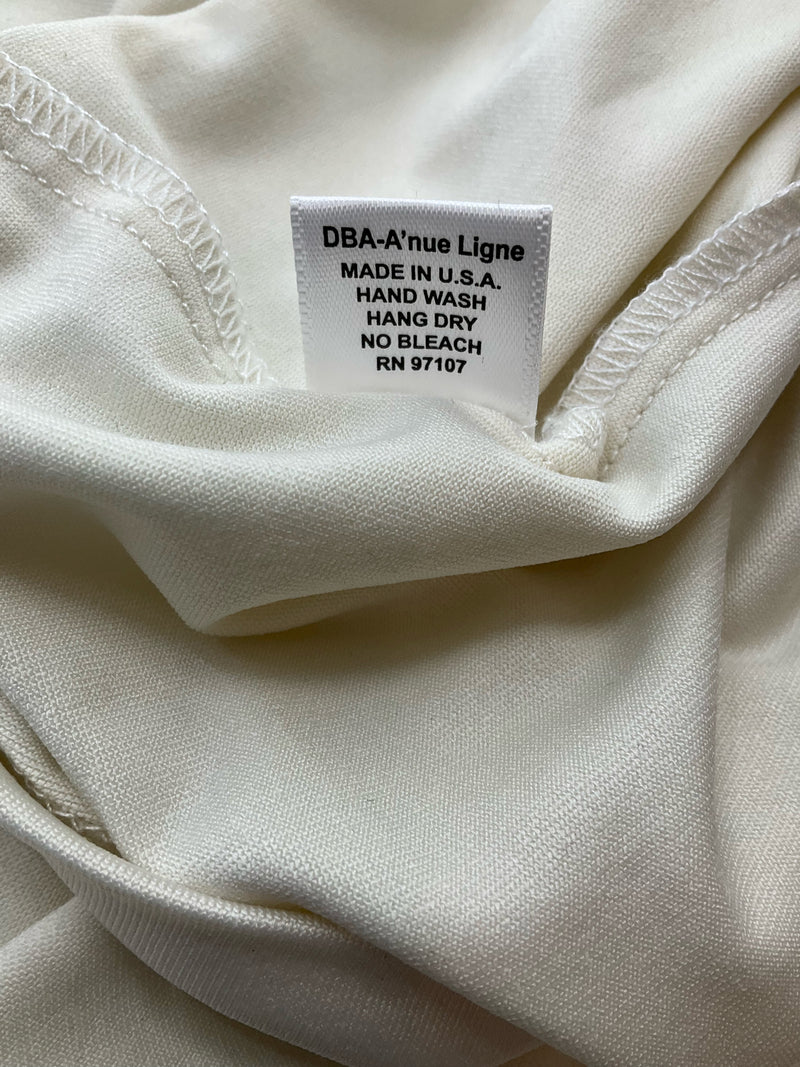 DBA-A'nue Ligne
MADE IN U.S.A.
HAND WASH
HANG DRY
NO BLEACH
RN 97107